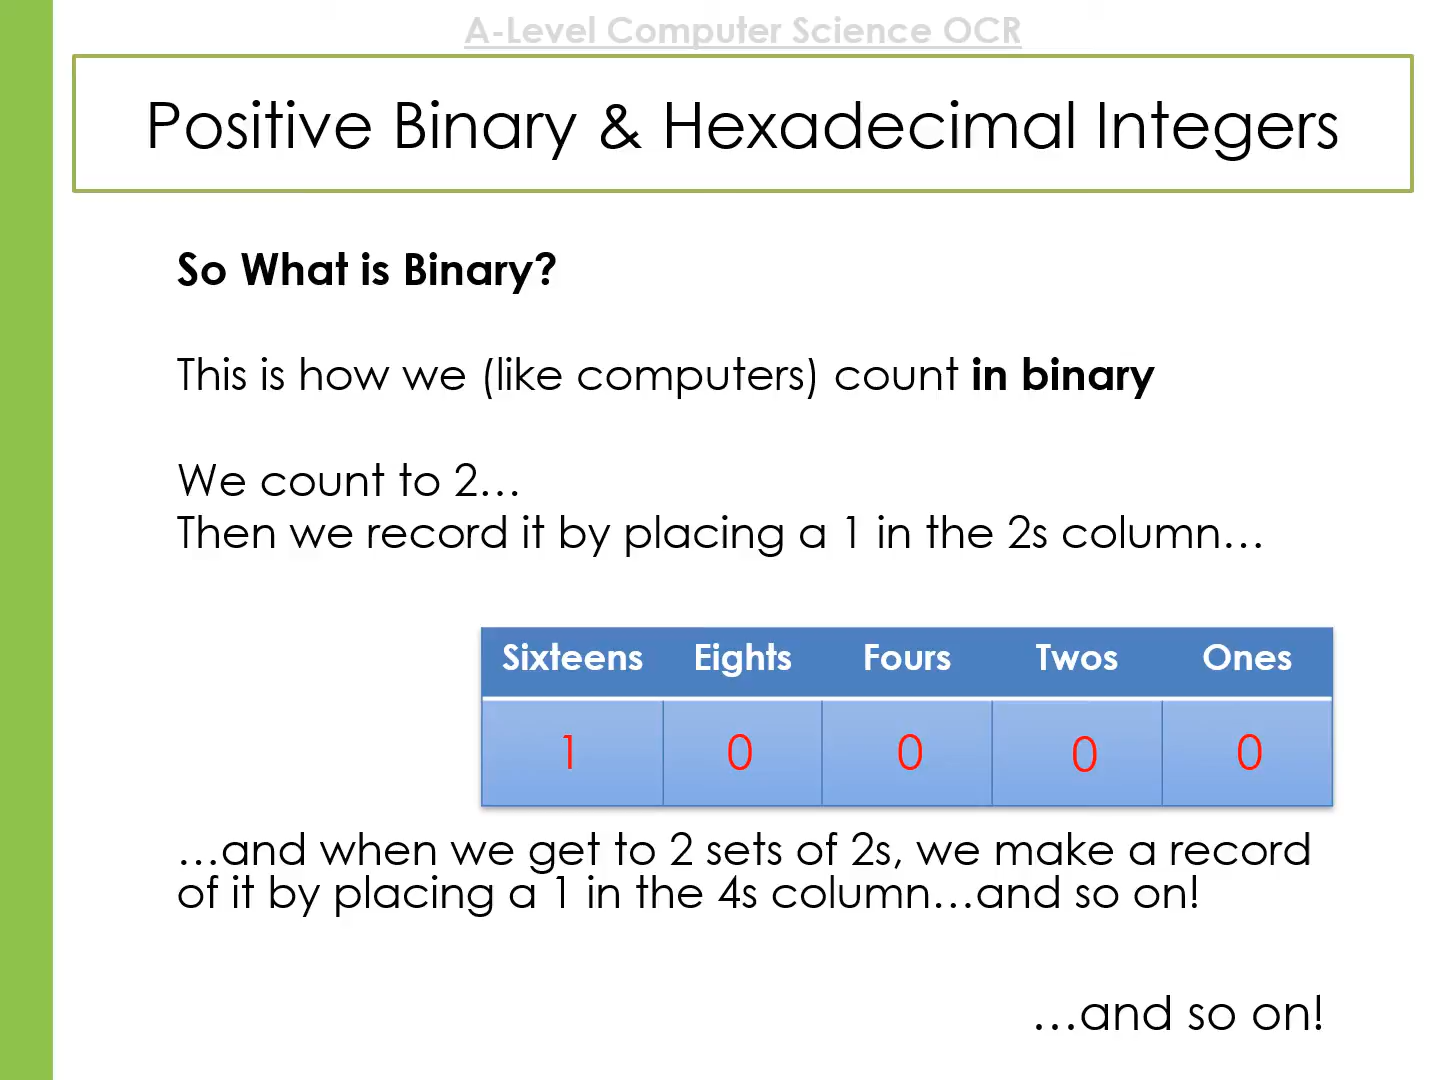 A-Level Computer Science OCR
Positive Binary & Hexadecimal Integers
So What is Binary?
This is how we (like computers) count in binary
We count to 2…
Then we record it by placing a 1 in the 2s column…
Sixteens Eights Fours Twos Ones
1 0 0 0 0
…and when we get to 2 sets of 2s, we make a record
of it by placing a 1 in the 4s column…and so on!
…and so on!